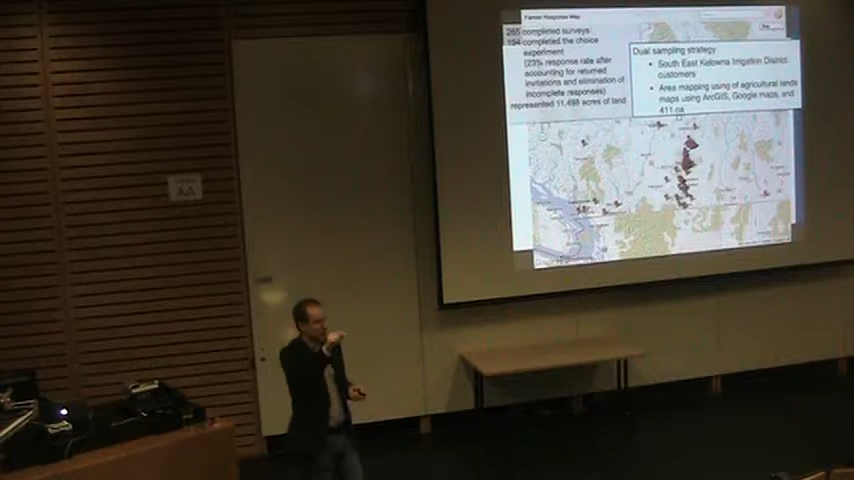 Farmer Response Map
265 completed surveys
194 completed the choice
experiment
(23% response rate after
accounting for returned
invitations and elimination of
incomplete responses)
represented 11,498 acres of land
Dual sampling strategy
South East Kelowna Irrigation District
customers
Area mapping using of agricultural lands
maps using ArcGIS, Google maps, and
411.ca
AA